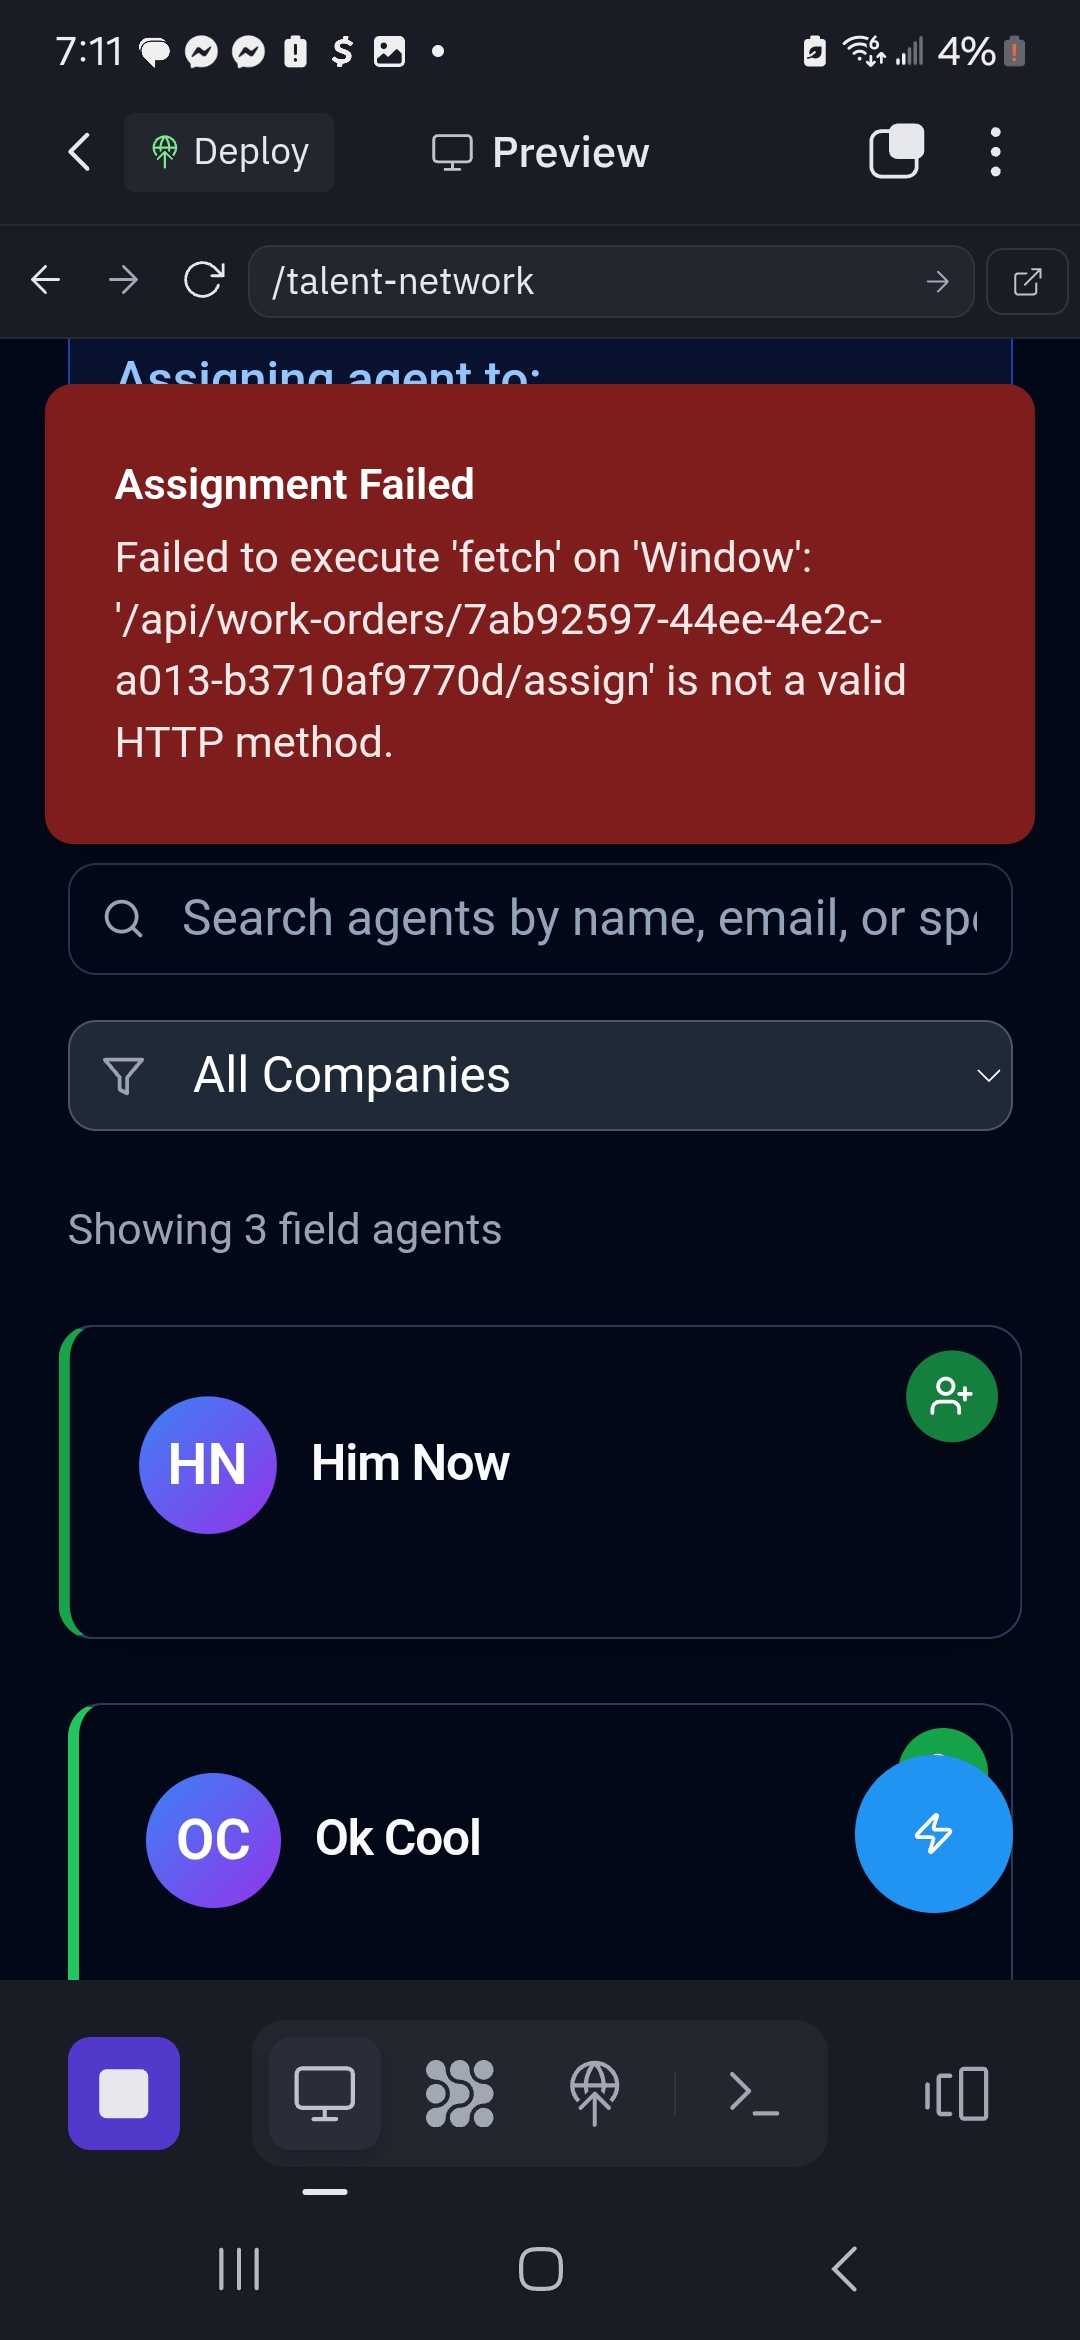 7:11
4%
Deploy
Preview
/talent-network
Assigning agent to:
Assignment Failed
Failed to execute 'fetch' on 'Window':
'/api/work-orders/7ab92597-44ee-4e2c-
a013-b3710af9770d/assign' is not a valid
HTTP method.
Search agents by name, email, or
All Companies
Showing 3 field agents
HN
Him Now
OC
Ok Cool